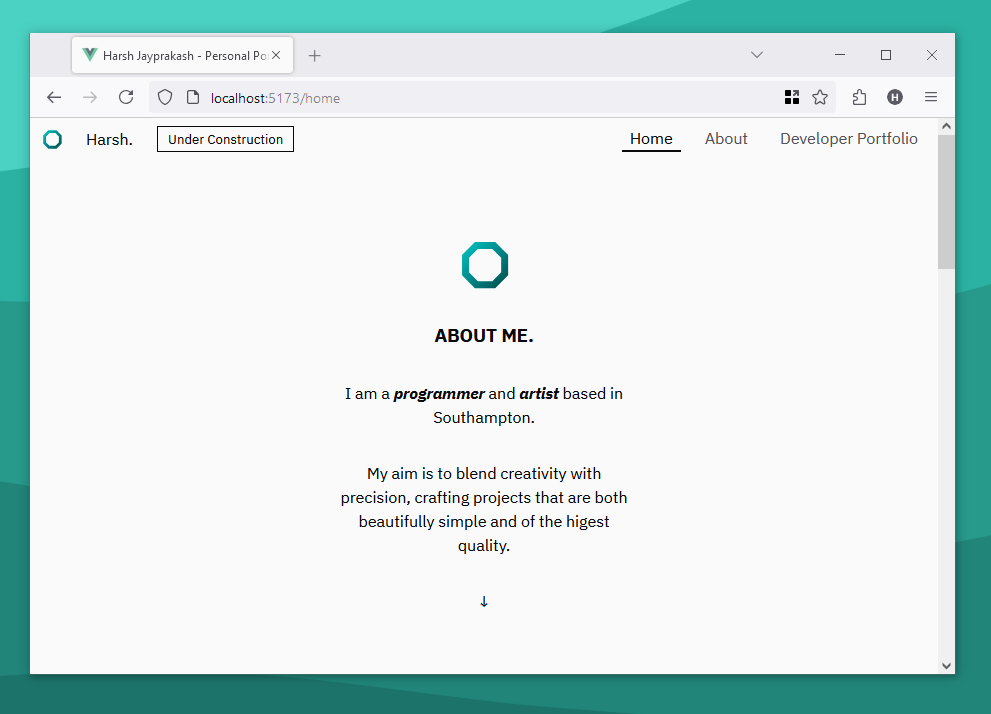 Harsh Jayprakash - Personal Po
localhost:5173/home
H
Harsh.
Under Construction
Home
About
Developer Portfolio
ABOUT ME.
I am a programmer and artist based in
Southampton.
My aim is to blend creativity with
precision, crafting projects that are both
beautifully simple and of the higest
quality.
↓